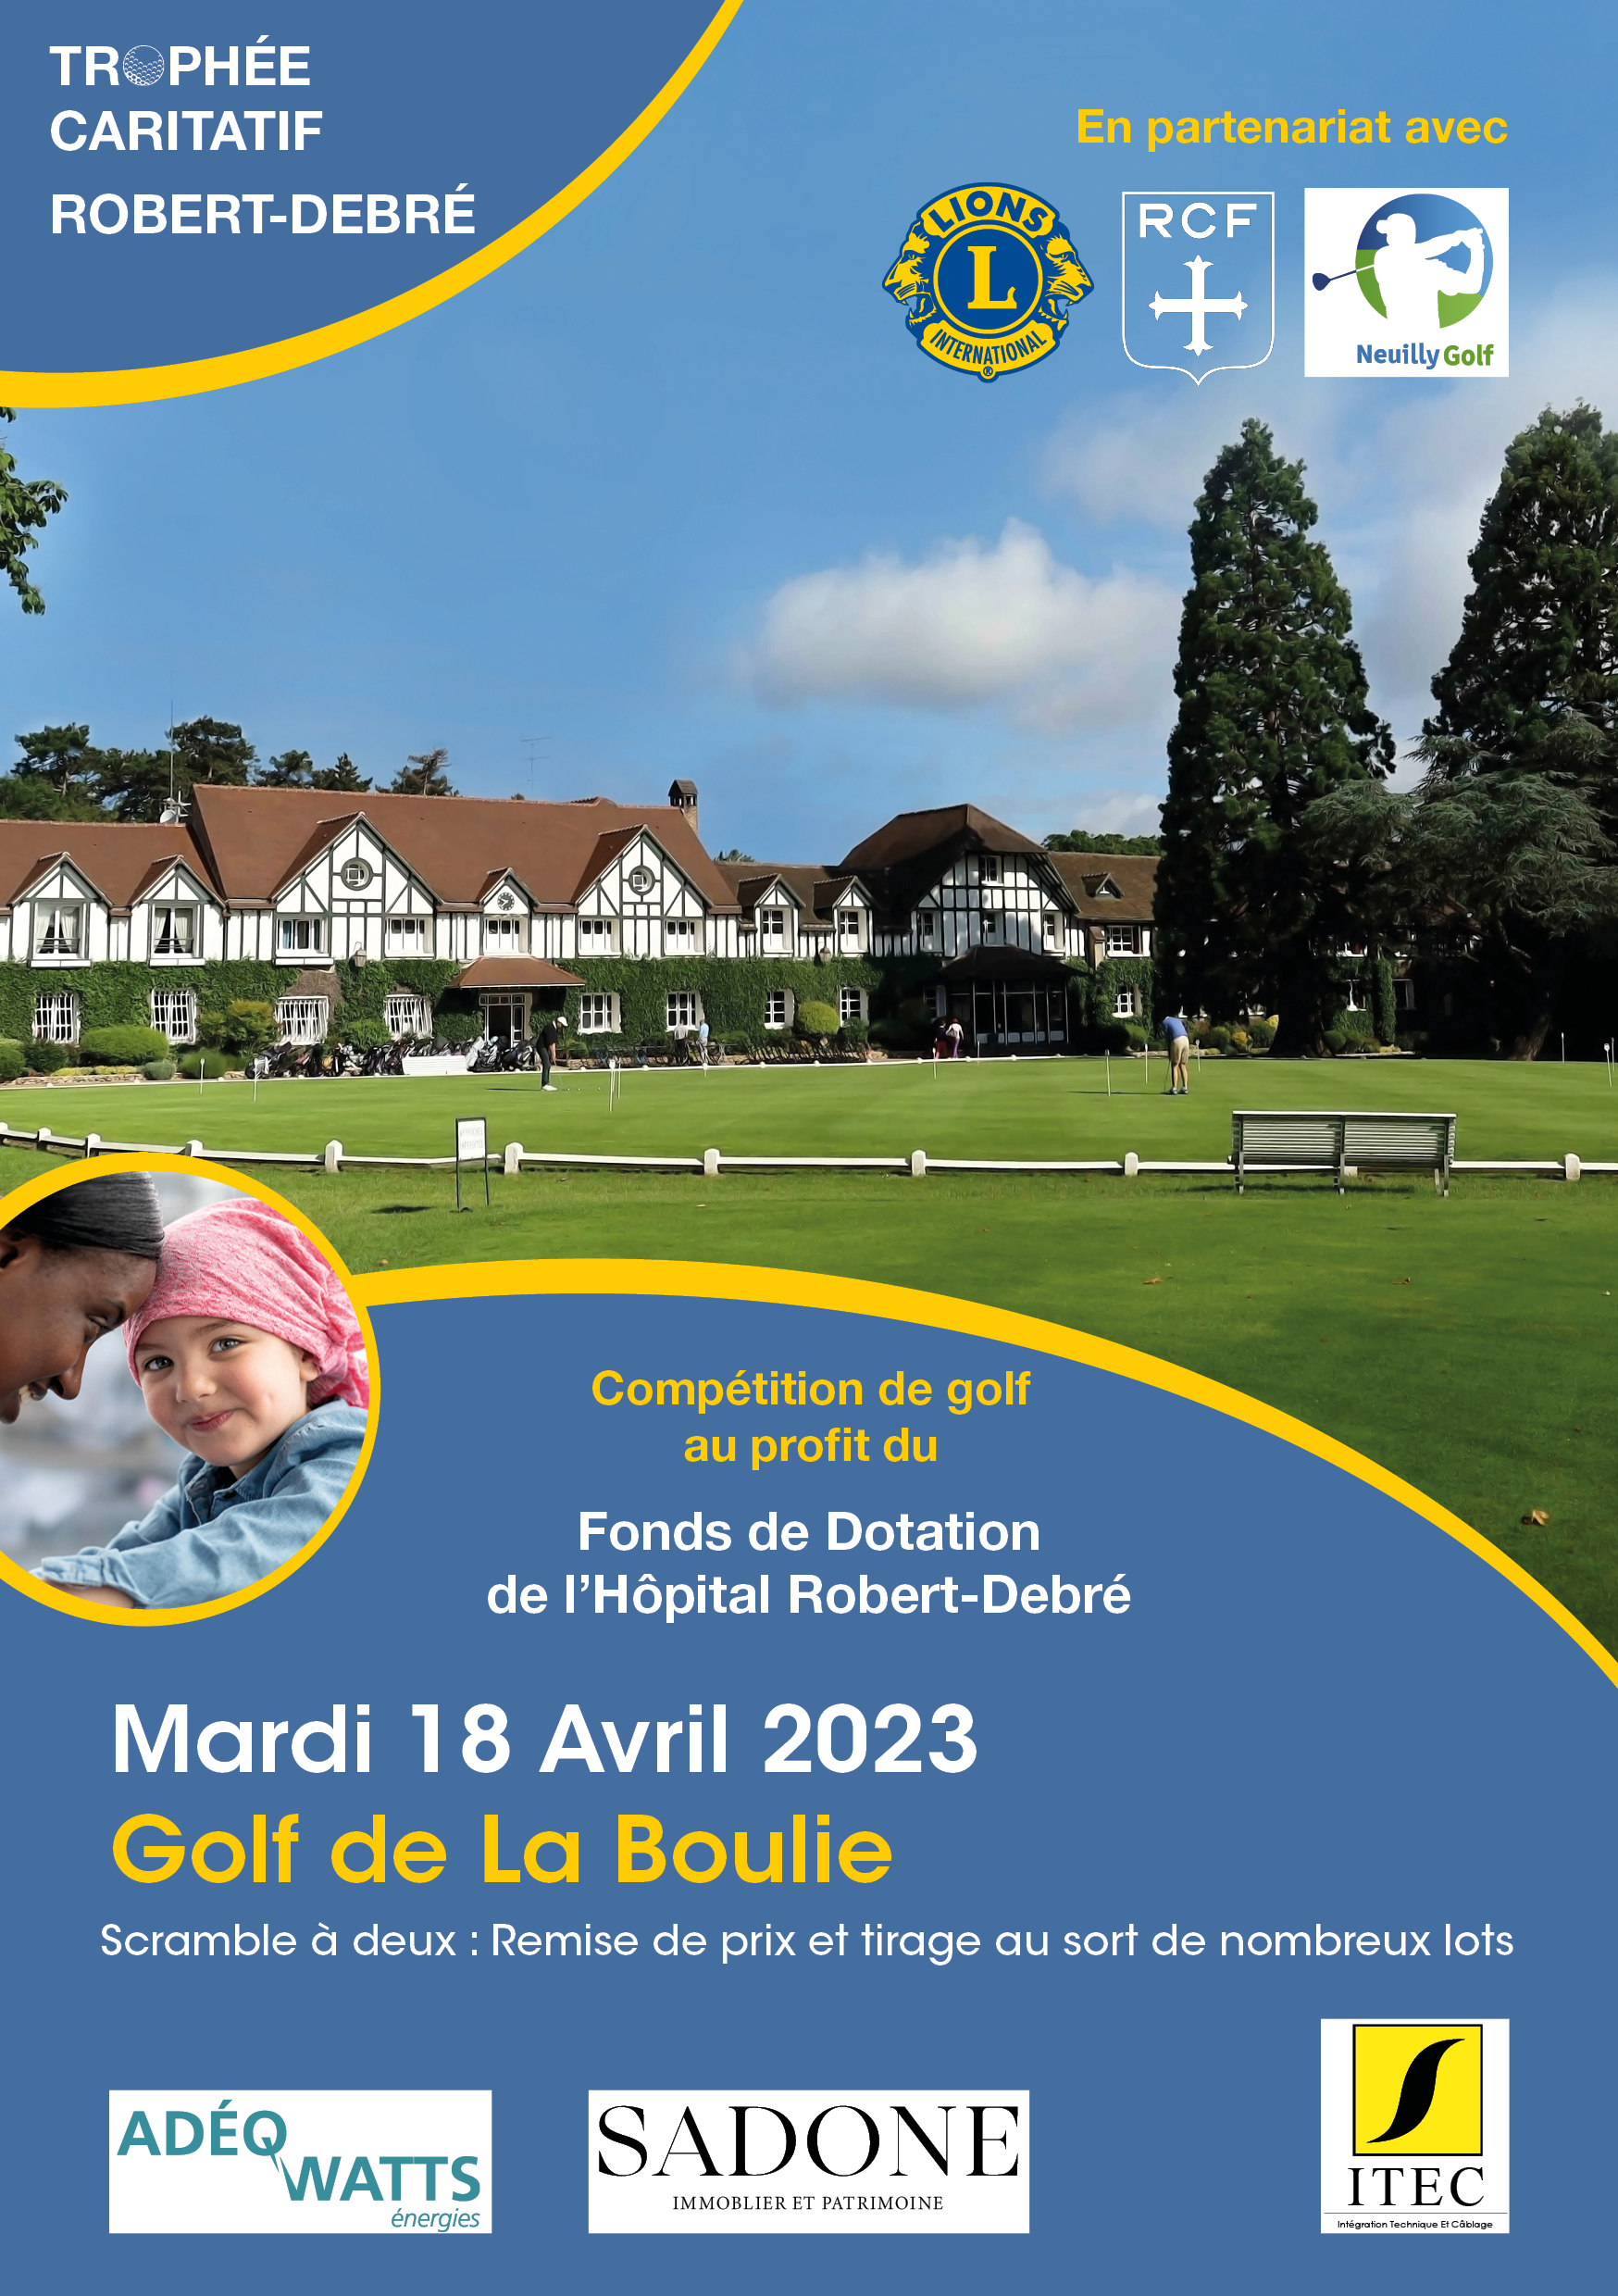 TROPHÉE
CARITATIF
ROBERT-DEBRÉ
En partenariat avec
LIONS
L
INTERNATIONAL
®
RCF
Neuilly Golf
Compétition de golf
au profit du
Fonds de Dotation
de l’Hôpital Robert-Debré
Mardi 18 Avril 2023
Golf de La Boulie
Scramble à deux : Remise de prix et tirage au sort de nombreux lots
ADÉQ
WATTS
énergies
SADONE
IMMOBLIER ET PATRIMOINE
ITEC
Intégration Technique Et Câblage